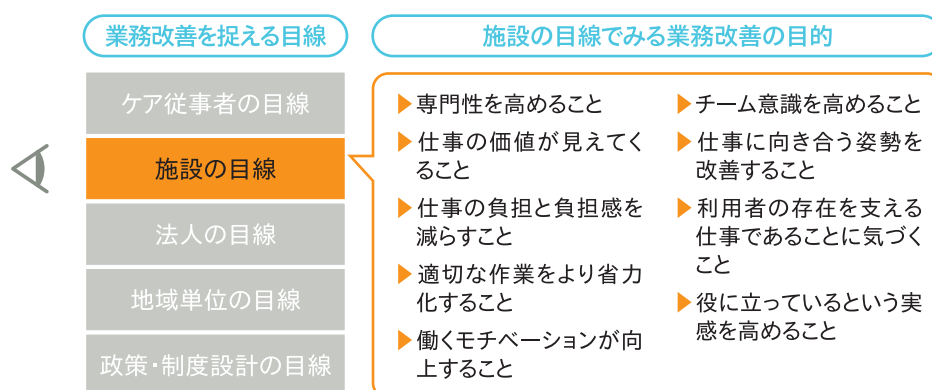 業務改善を捉える目線
施設の目線でみる業務改善の目的
ケア従事者の目線
施設の目線
法人の目線
地域単位の目線
政策・制度設計の目線
▶専門性を高めること
▶仕事の価値が見えてく
ること
▶仕事の負担と負担感を
減らすこと
▶適切な作業をより省力
化すること
▶働くモチベーションが向
上すること
▶チーム意識を高めること
▶仕事に向き合う姿勢を
改善すること
▶利用者の存在を支える
仕事であることに気づく
こと
▶役に立っているという実
感を高めること